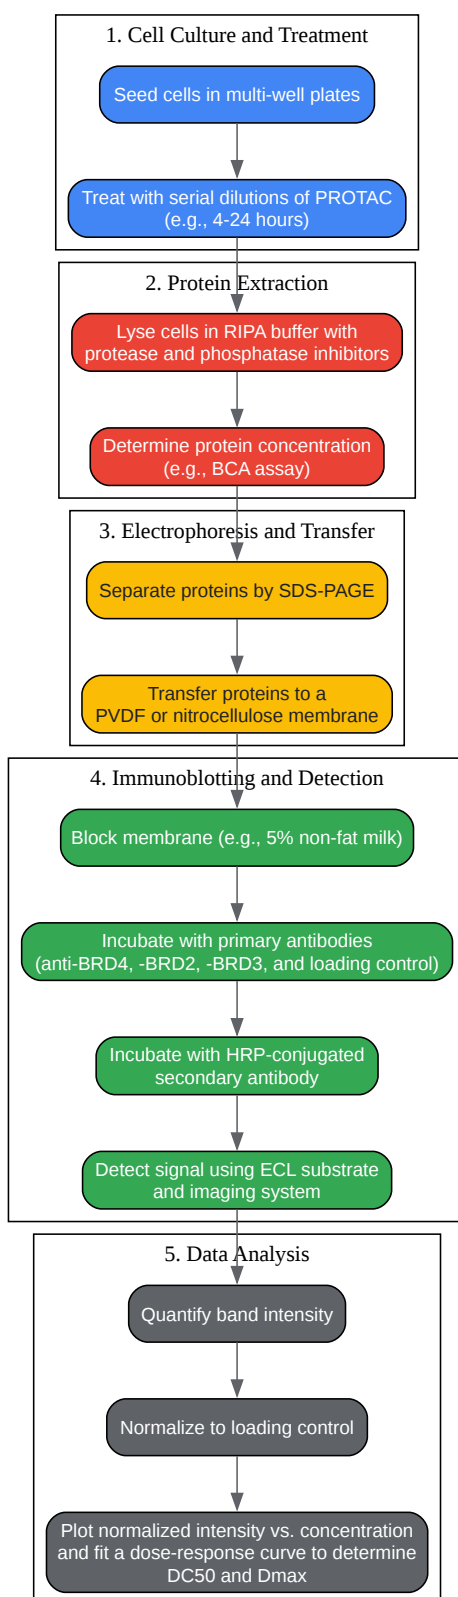 1. Cell Culture and Treatment
Seed cells in multi-well plates
Treat with serial dilutions of PROTAC
(e.g., 4-24 hours)
2. Protein Extraction
Lyse cells in RIPA buffer with
protease and phosphatase inhibitors
Determine protein concentration
(e.g., BCA assay)
3. Electrophoresis and Transfer
Separate proteins by SDS-PAGE
Transfer proteins to a
PVDF or nitrocellulose membrane
4. Immunoblotting and Detection
Block membrane (e.g., 5% non-fat milk)
Incubate with primary antibodies
(anti-BRD4, -BRD2, -BRD3, and loading control)
Incubate with HRP-conjugated
secondary antibody
Detect signal using ECL substrate
and imaging system
5. Data Analysis
Quantify band intensity
Normalize to loading control
Plot normalized intensity vs. concentration
and fit a dose-response curve to determine
DC50 and Dmax